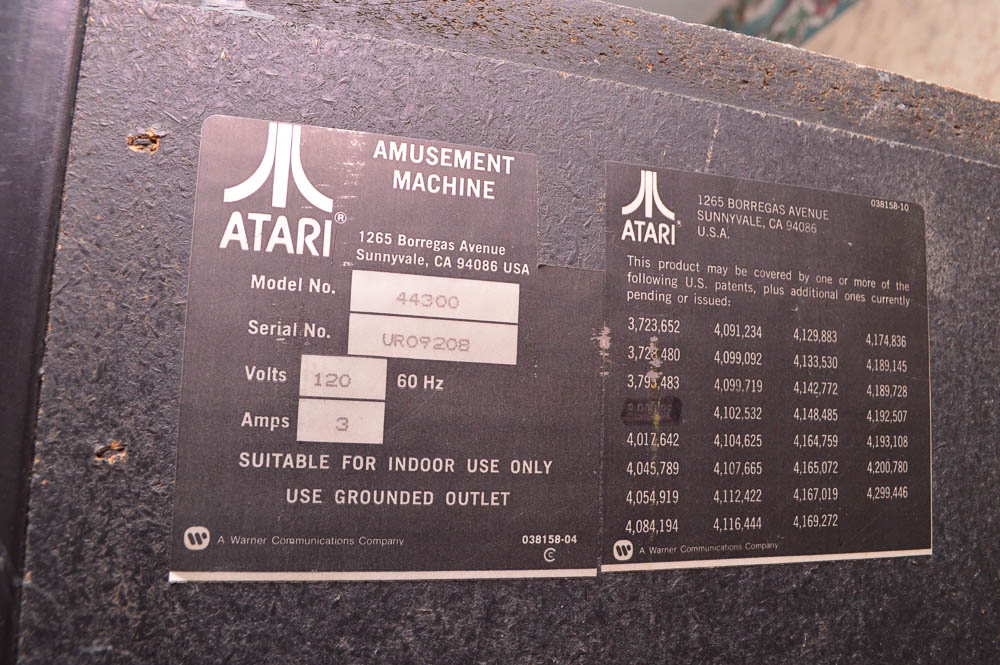 AMUSEMENT
MACHINE
ATARI®
1265 Borregas Avenue
Sunnyvale, CA 94086 USA
Model No. 44300
Serial No. UR09208
Volts 120 60 Hz
Amps 3
SUITABLE FOR INDOOR USE ONLY
USE GROUNDED OUTLET
A Warner Communications Company
038158-04
C
038158-10
ATARI
1265 BORREGAS AVENUE
SUNNYVALE, CA 94086
U.S.A.
This product may be covered by one or more of the
following U.S. patents, plus additional ones currently
pending or issued:
3,723,652 4,091,234 4,129,883 4,174,836
3,728,480 4,099,092 4,133,530 4,189,145
3,793,483 4,099,719 4,142,772 4,189,728
4,102,532 4,148,485 4,192,507
4,017,642 4,104,625 4,164,759 4,193,108
4,045,789 4,107,665 4,165,072 4,200,780
4,054,919 4,112,422 4,167,019 4,299,446
4,084,194 4,116,444 4,169,272
A Warner Communications Company